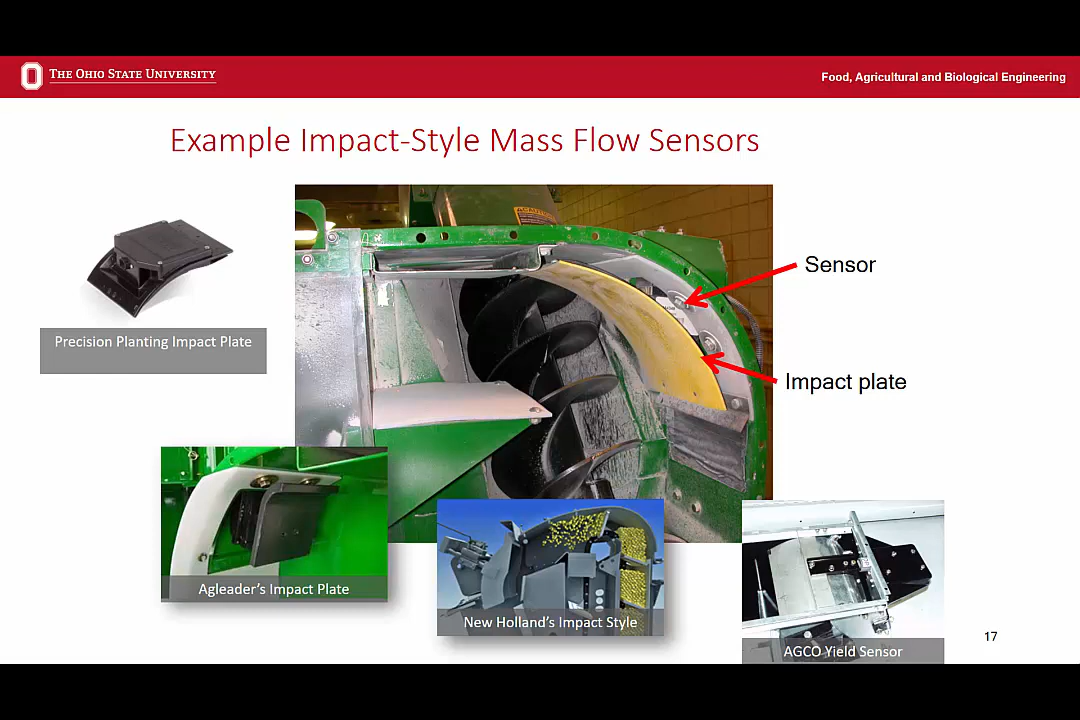 THE OHIO STATE UNIVERSITY
Food, Agricultural and Biological Engineering
Example Impact-Style Mass Flow Sensors
CAUTION
Sensor
Precision Planting Impact Plate
Impact plate
Agleader's Impact Plate
New Holland's Impact Style
AGCO Yield Sensor
17